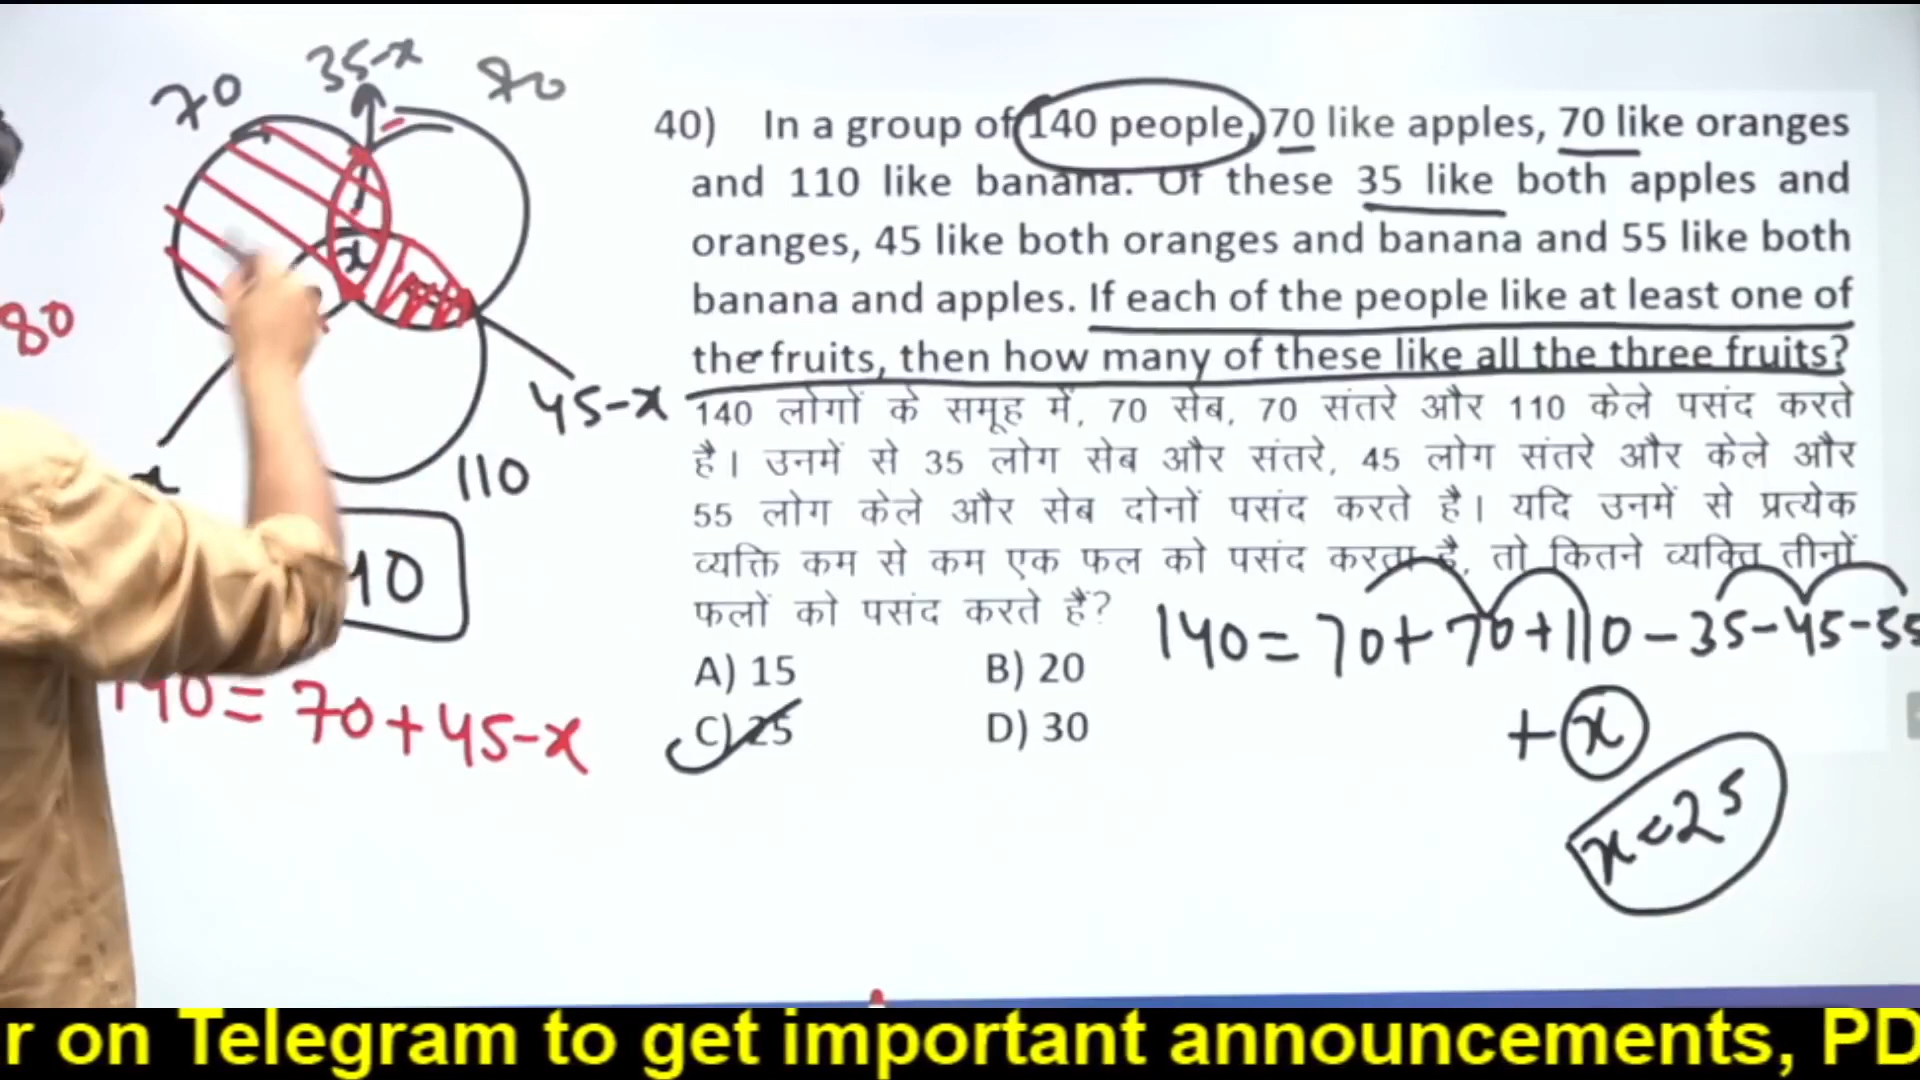 70 35-x 70
80
x
45-x
110
140= 70+45-x
40) In a group of 140 people, 70 like apples, 70 like oranges
and 110 like banana. Of these 35 like both apples and
oranges, 45 like both oranges and banana and 55 like both
banana and apples. If each of the people like at least one of
the fruits, then how many of these like all the three fruits?
140 लोगों के समूह में, 70 सेब, 70 संतरे और 110 केले पसंद करते
है। उनमें से 35 लोग सेब और संतरे, 45 लोग संतरे और केले और
55 लोग केले और सेब दोनों पसंद करते है। यदि उनमें से प्रत्येक
व्यक्ति कम से कम एक फल को पसंद करता है, तो कितने व्यक्ति तीनों
फलों को पसंद करते हैं?
140= 70+70+110-35-45-55
+x
A) 15 B) 20
C) 25 D) 30
x=25
r on Telegram to get important announcements, PD